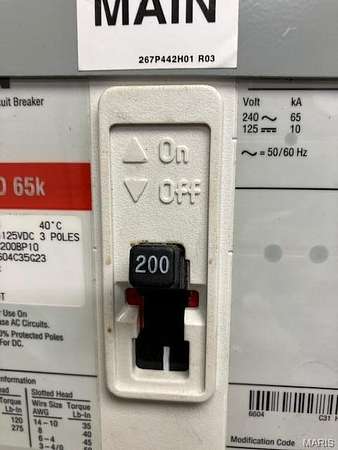 MAIN
267P442H01 R03
uit Breaker
Volt kA
240 ~ 65
125 ⎓ 10
~ = 50/60 Hz
On
Off
65k
40°C
125VDC 3 POLES
200BP10
604C35G23
200
r Use On
se AC Circuits.
% Protected Poles
For DC.
nformation
ed Head
Torque
Lb-In
120
275
Slotted Head
Wire Size Torque
AWG Lb-In
14-10 35
8 40
6-4 45
3-4/0 50
6604 C31 H
Modification Code
MARIS